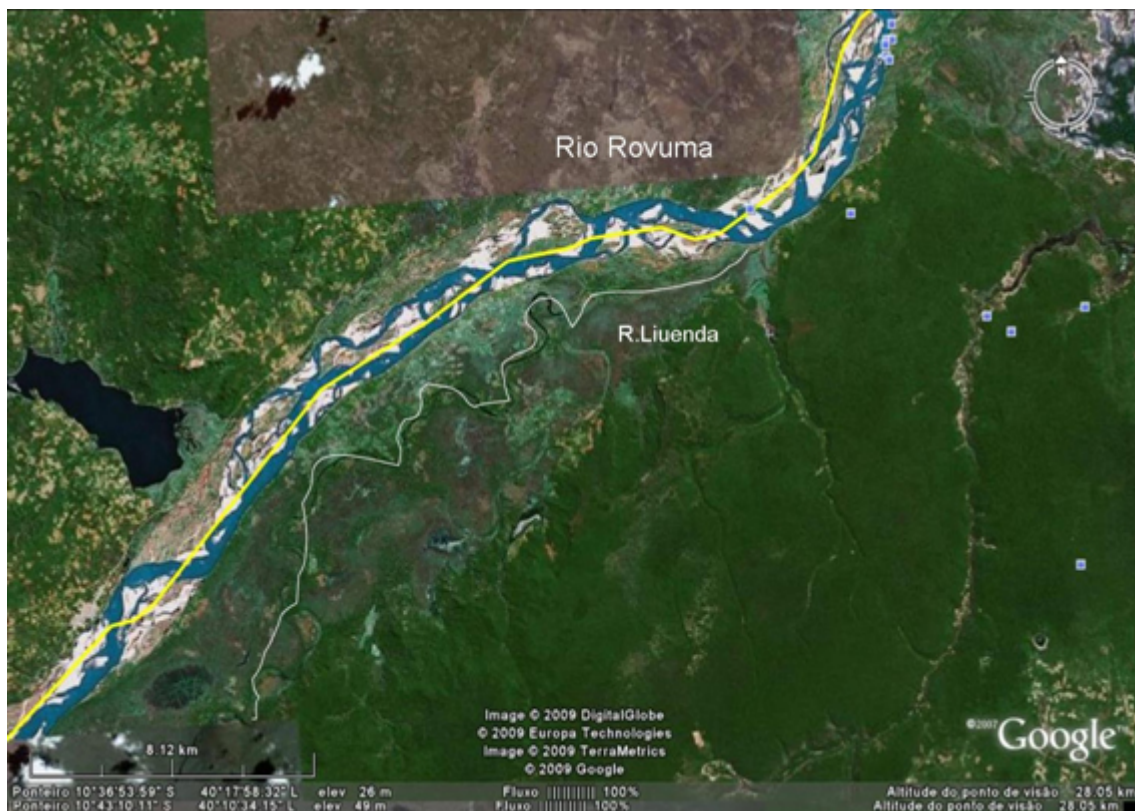 N
Rio Rovuma
R.Liuenda
Image © 2009 DigitalGlobe
© 2009 Europa Technologies
Image © 2009 TerraMetrics
© 2009 Google
©2007 Google
8.12 km
Ponteiro 10°36'53.59" S 40°17'58.32" L elev 26 m Fluxo |||||||||| 100% Altitude do ponto de visão 28.05 km
Ponteiro 10°43'10.11" S 40°10'34.15" L elev 49 m Fluxo |||||||||| 100% Altitude do ponto de visão